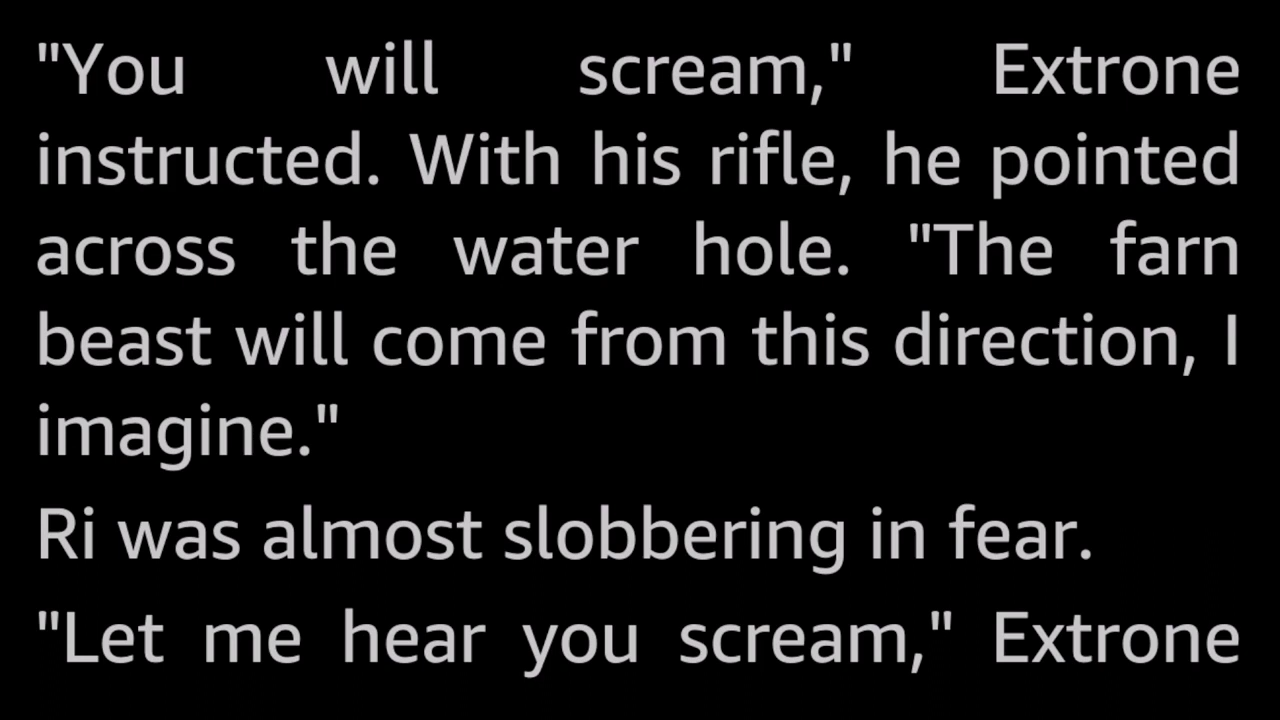 "You will scream," Extrone
instructed. With his rifle, he pointed
across the water hole. "The farn
beast will come from this direction, I
imagine."
Ri was almost slobbering in fear.
"Let me hear you scream," Extrone